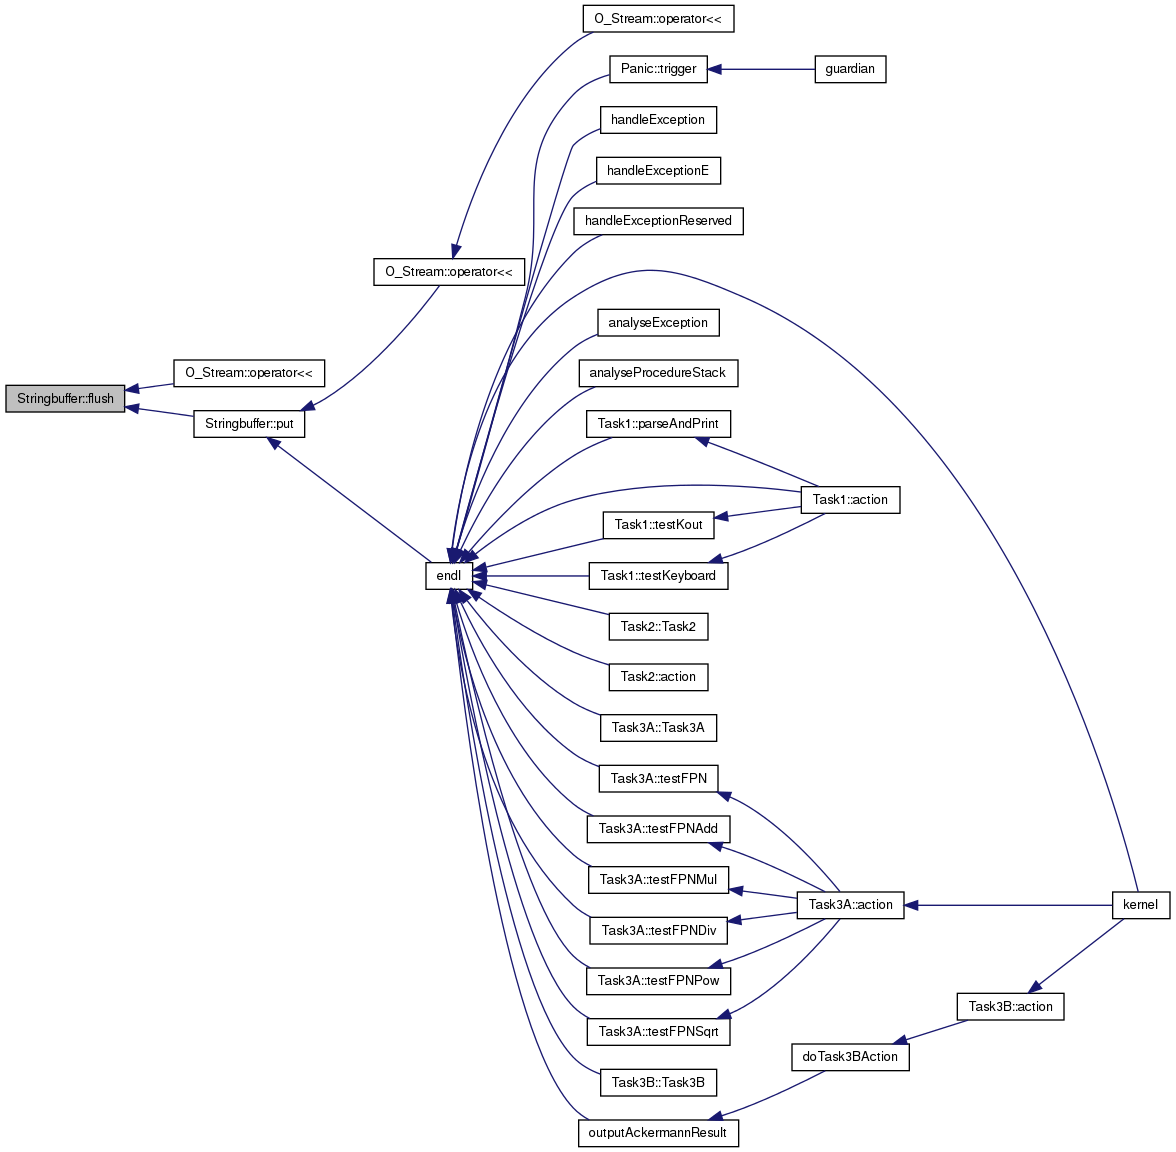 O_Stream::operator<<
Panic::trigger
guardian
handleException
handleExceptionE
handleExceptionReserved
O_Stream::operator<<
analyseException
O_Stream::operator<<
analyseProcedureStack
Stringbuffer::flush
Stringbuffer::put
Task1::parseAndPrint
Task1::action
Task1::testKout
endl
Task1::testKeyboard
Task2::Task2
Task2::action
Task3A::Task3A
Task3A::testFPN
Task3A::testFPNAdd
Task3A::testFPNMul
Task3A::action
kernel
Task3A::testFPNDiv
Task3A::testFPNPow
Task3B::action
Task3A::testFPNSqrt
doTask3BAction
Task3B::Task3B
outputAckermannResult